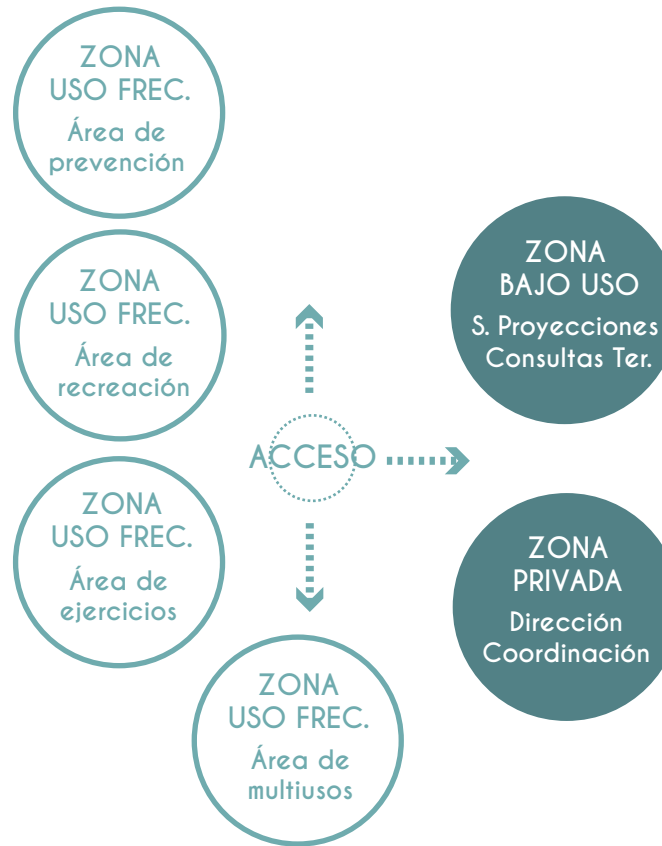 ZONA
USO FREC.
Área de
prevención
ZONA
USO FREC.
Área de
recreación
ZONA
USO FREC.
Área de
ejercicios
ACCESO
ZONA
USO FREC.
Área de
multiusos
ZONA
BAJO USO
S. Proyecciones
Consultas Ter.
ZONA
PRIVADA
Dirección
Coordinación